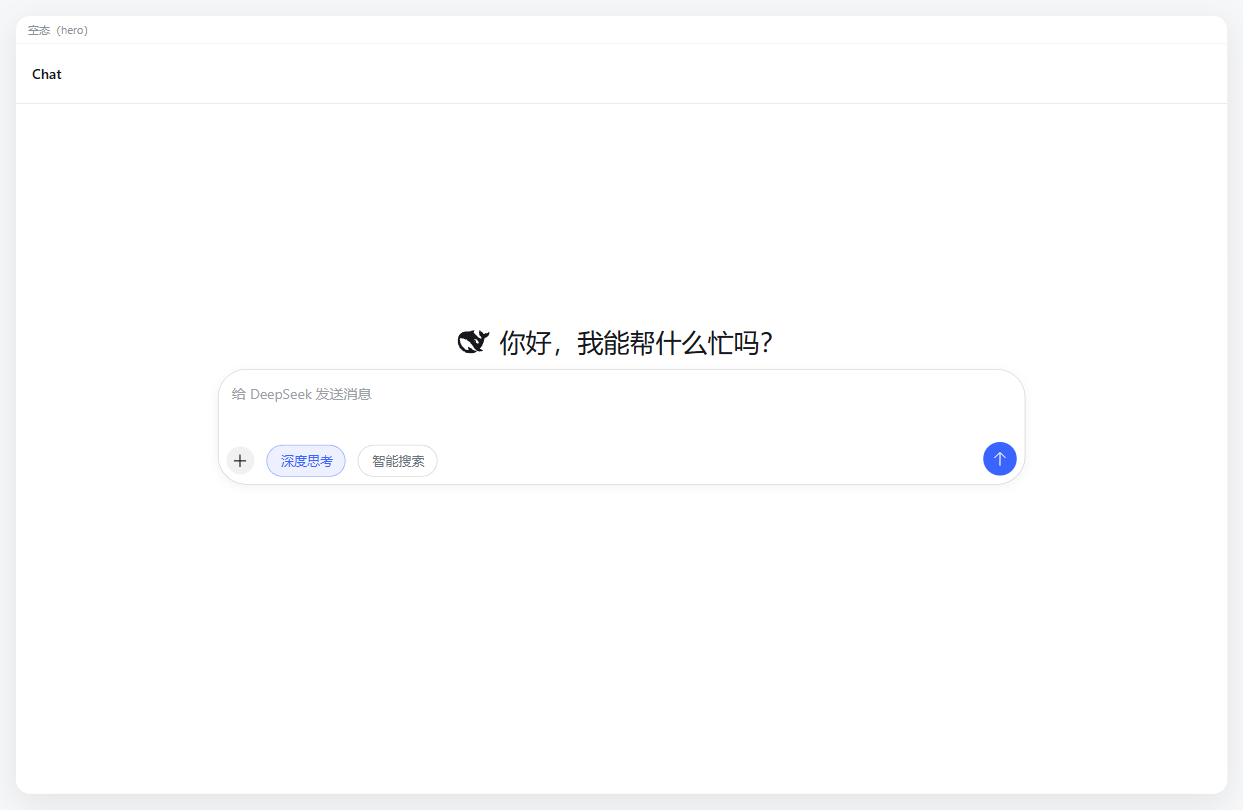 空态（hero）
Chat
你好，我能帮什么忙吗？
给 DeepSeek 发送消息
深度思考
智能搜索